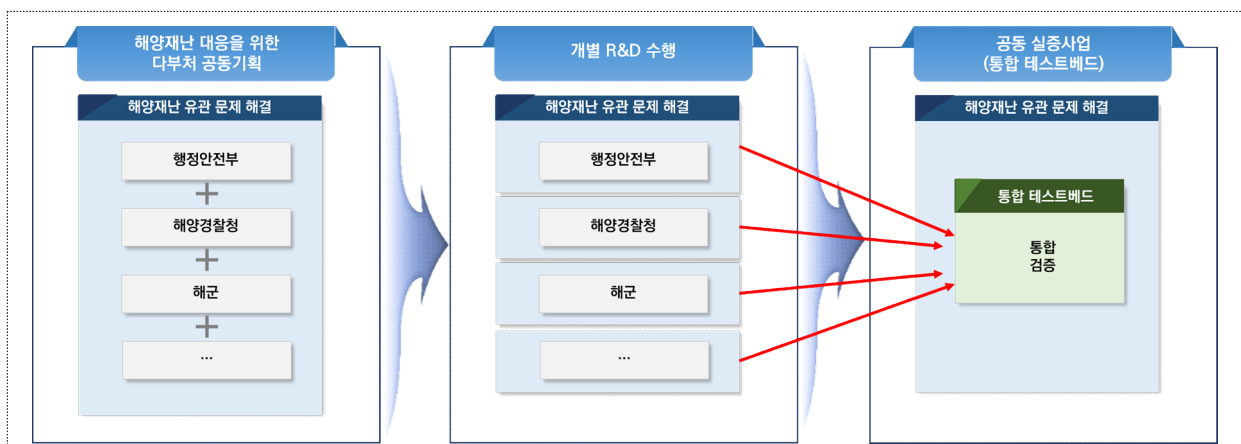 해양재난 대응을 위한
다부처 공동기획
해양재난 유관 문제 해결
행정안전부
해양경찰청
해군
...
개별 R&D 수행
해양재난 유관 문제 해결
행정안전부
해양경찰청
해군
...
공동 실증사업
(통합 테스트베드)
해양재난 유관 문제 해결
통합 테스트베드
통합
검증